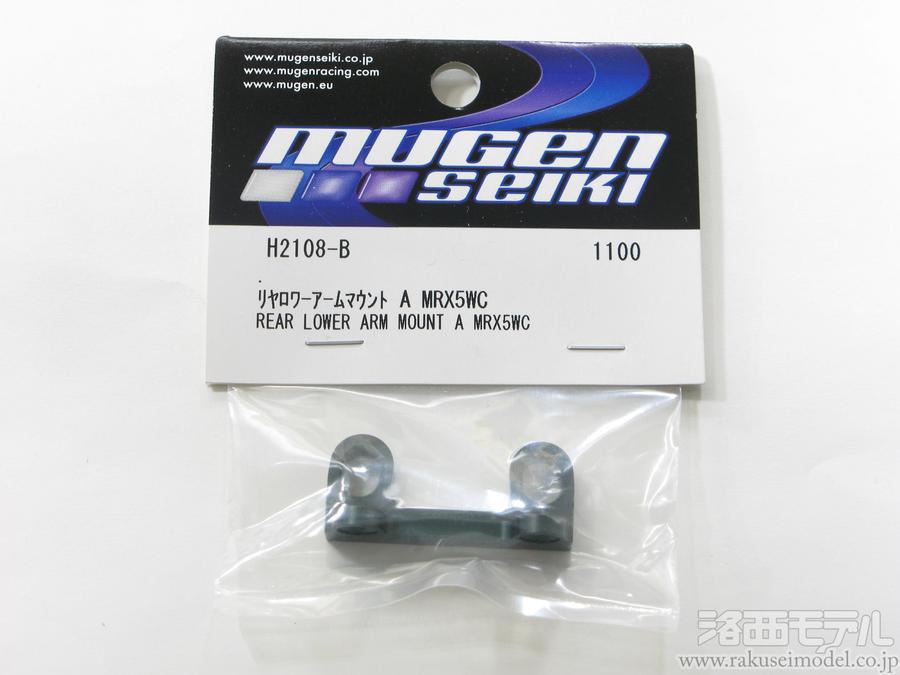 www.mugenseiki.co.jp
www.mugenracing.com
www.mugen.eu
mugen
seiki
H2108-B 1100
リヤロワーアームマウント A MRX5WC
REAR LOWER ARM MOUNT A MRX5WC
洛西モデル
www.rakuseimodel.co.jp